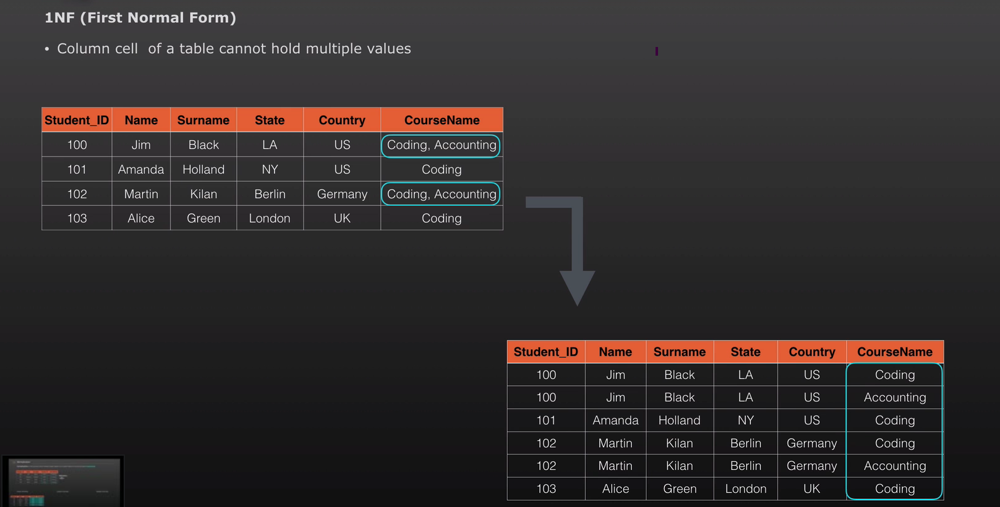 1NF (First Normal Form)
• Column cell of a table cannot hold multiple values
Student_ID Name Surname State Country CourseName
100 Jim Black LA US Coding, Accounting
101 Amanda Holland NY US Coding
102 Martin Kilan Berlin Germany Coding, Accounting
103 Alice Green London UK Coding
Student_ID Name Surname State Country CourseName
100 Jim Black LA US Coding
100 Jim Black LA US Accounting
101 Amanda Holland NY US Coding
102 Martin Kilan Berlin Germany Coding
102 Martin Kilan Berlin Germany Accounting
103 Alice Green London UK Coding